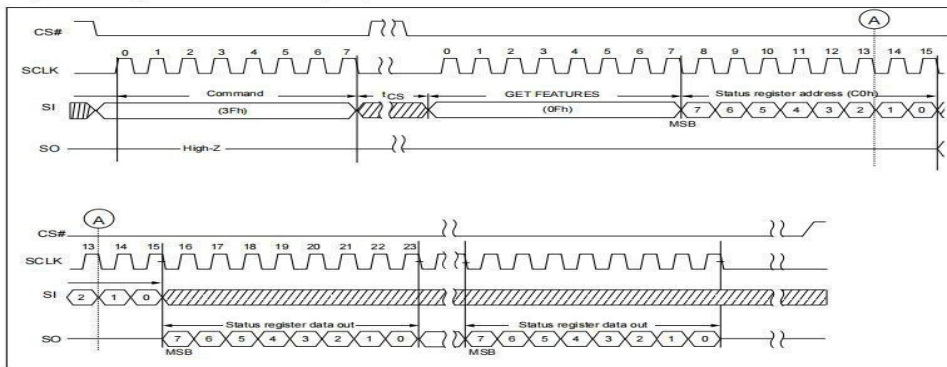 A
CS#
0 1 2 3 4 5 6 7 0 1 2 3 4 5 6 7 8 9 10 11 12 13 14 15
SCLK
Command tCS GET FEATURES Status register address (C0h)
SI (3Fh) (0Fh) 7 6 5 4 3 2 1 0
MSB
SO High-Z
A
CS#
13 14 15 16 17 18 19 20 21 22 23
SCLK
SI 2 1 0
Status register data out Status register data out
SO 7 6 5 4 3 2 1 0 7 6 5 4 3 2 1 0
MSB MSB